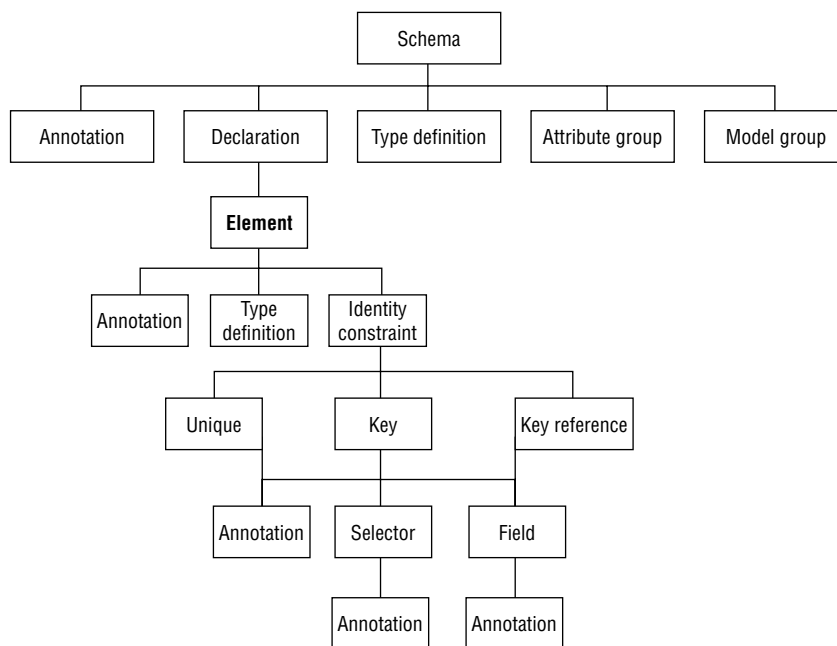 Schema
Annotation
Declaration
Type definition
Attribute group
Model group
Element
Annotation
Type
definition
Identity
constraint
Unique
Key
Key reference
Annotation
Selector
Field
Annotation
Annotation